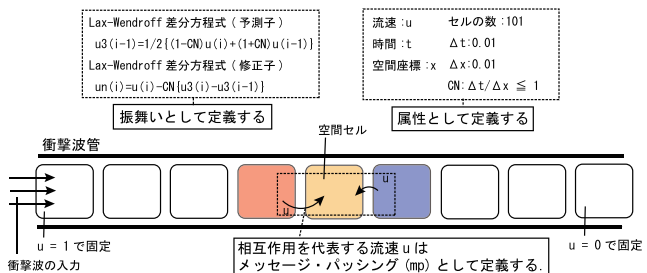 Lax-Wendroff 差分方程式（予測子）
u3(i-1)=1/2{(1-CN)u(i)+(1+CN)u(i-1)}
Lax-Wendroff 差分方程式（修正子）
un(i)=u(i)-CN{u3(i)-u3(i-1)}
振舞いとして定義する
流速：u セルの数：101
時間：t Δt：0.01
空間座標：x Δx：0.01
CN：Δt/Δx ≦ 1
属性として定義する
空間セル
衝撃波管
u
u
u = 1で固定
衝撃波の入力
相互作用を代表する流速uは
メッセージ・パッシング(mp)として定義する.
u = 0で固定